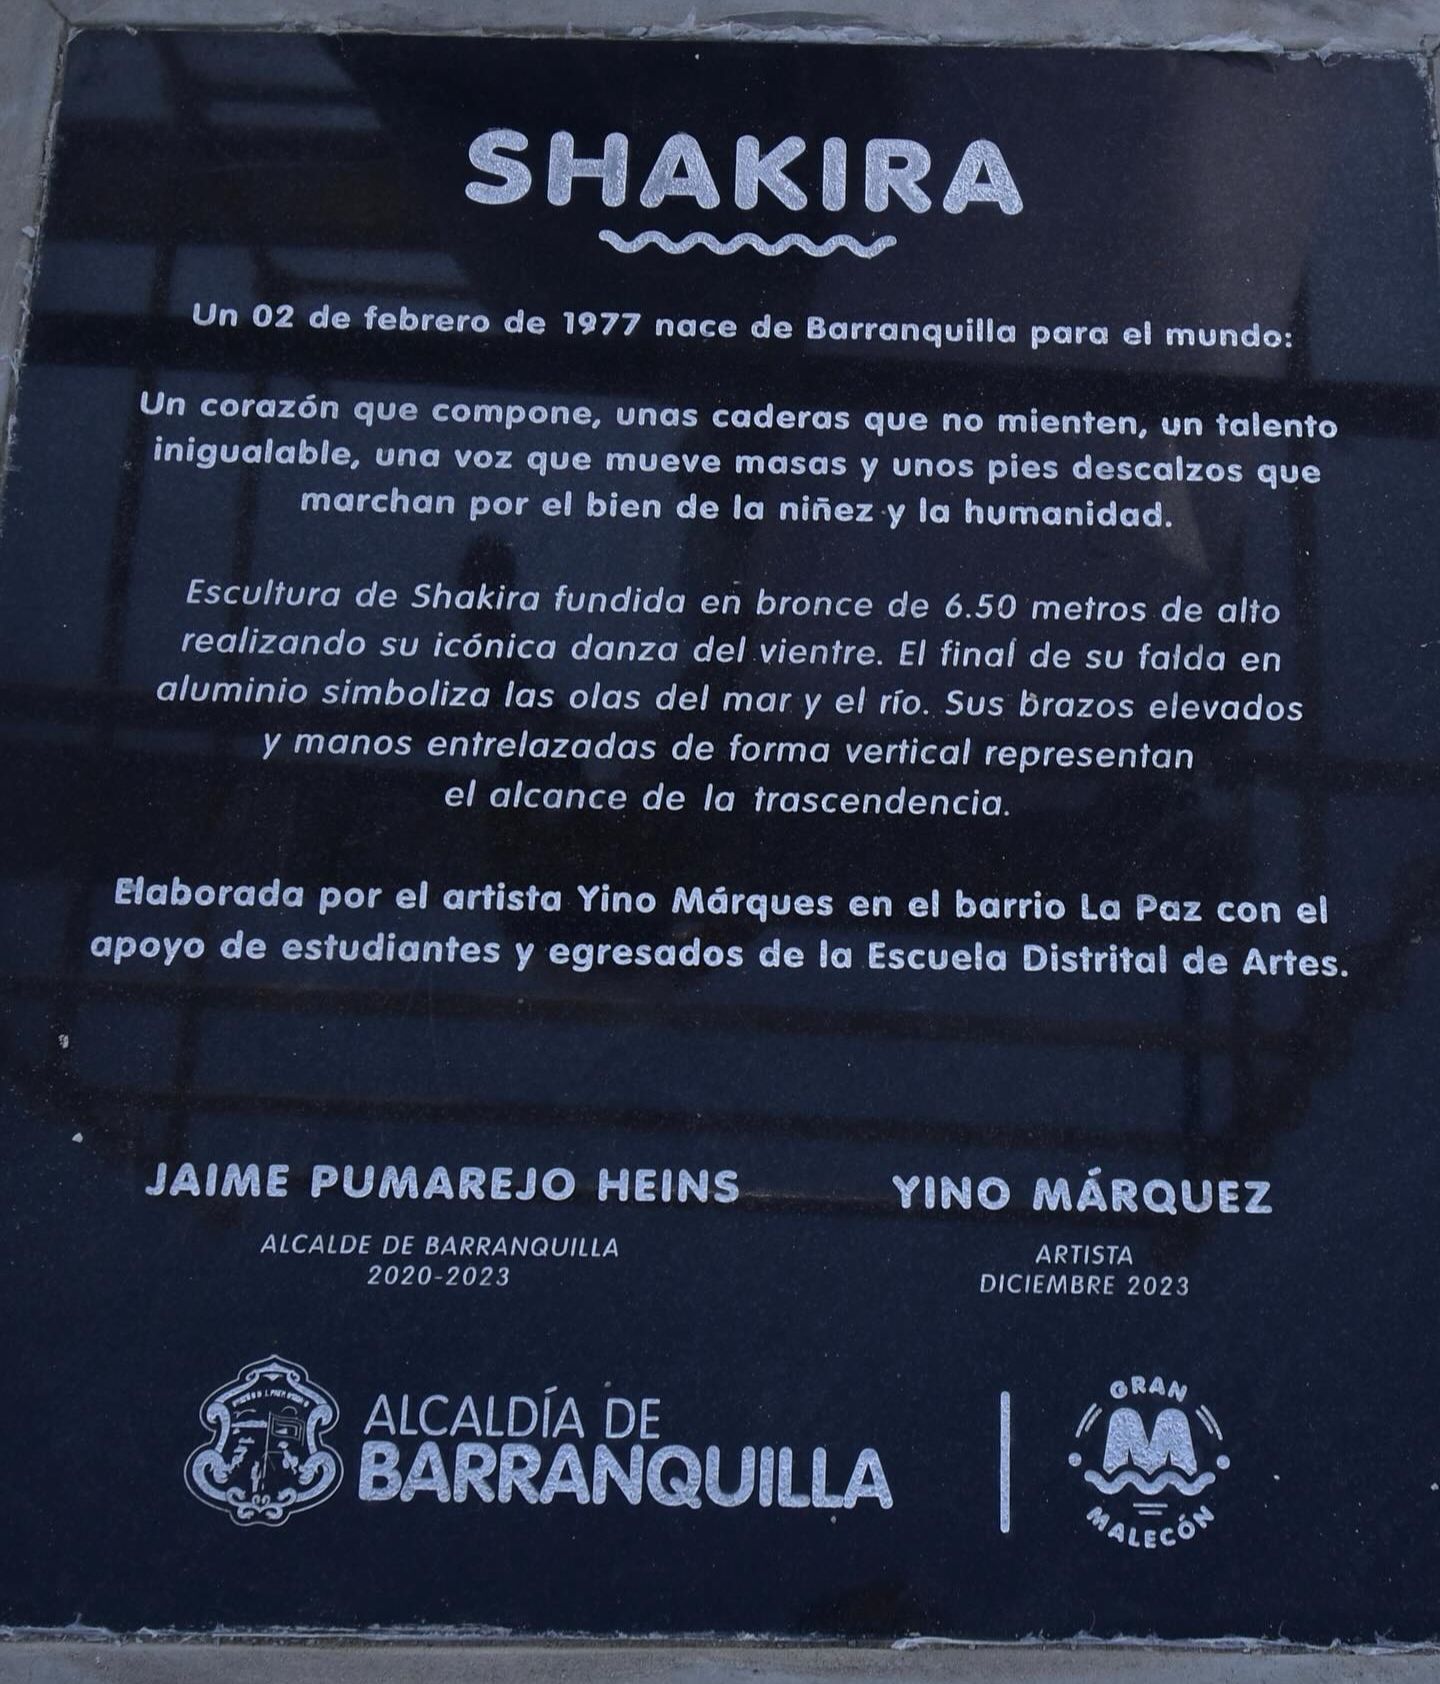 SHAKIRA
Un 02 de febrero de 1977 nace de Barranquilla para el mundo:
Un corazón que compone, unas caderas que no mienten, un talento
inigualable, una voz que mueve masas y unos pies descalzos que
marchan por el bien de la niñez y la humanidad.
Escultura de Shakira fundida en bronce de 6.50 metros de alto
realizando su icónica danza del vientre. El final de su falda en
aluminio simboliza las olas del mar y el río. Sus brazos elevados
y manos entrelazadas de forma vertical representan
el alcance de la trascendencia.
Elaborada por el artista Yino Márques en el barrio La Paz con el
apoyo de estudiantes y egresados de la Escuela Distrital de Artes.
JAIME PUMAREJO HEINS
ALCALDE DE BARRANQUILLA
2020-2023
YINO MÁRQUEZ
ARTISTA
DICIEMBRE 2023
ALCALDÍA DE
BARRANQUILLA
GRAN
M
MALECÓN